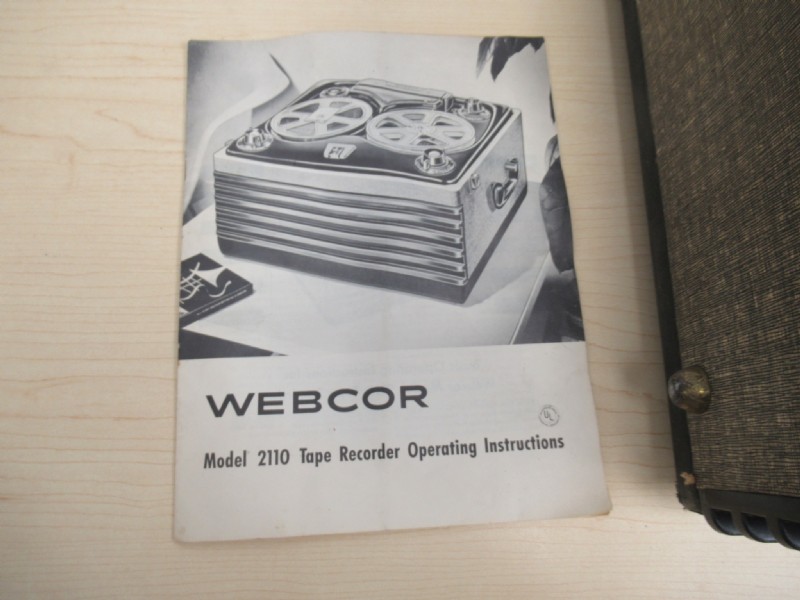 WEBCOR
Model 2110 Tape Recorder Operating Instructions